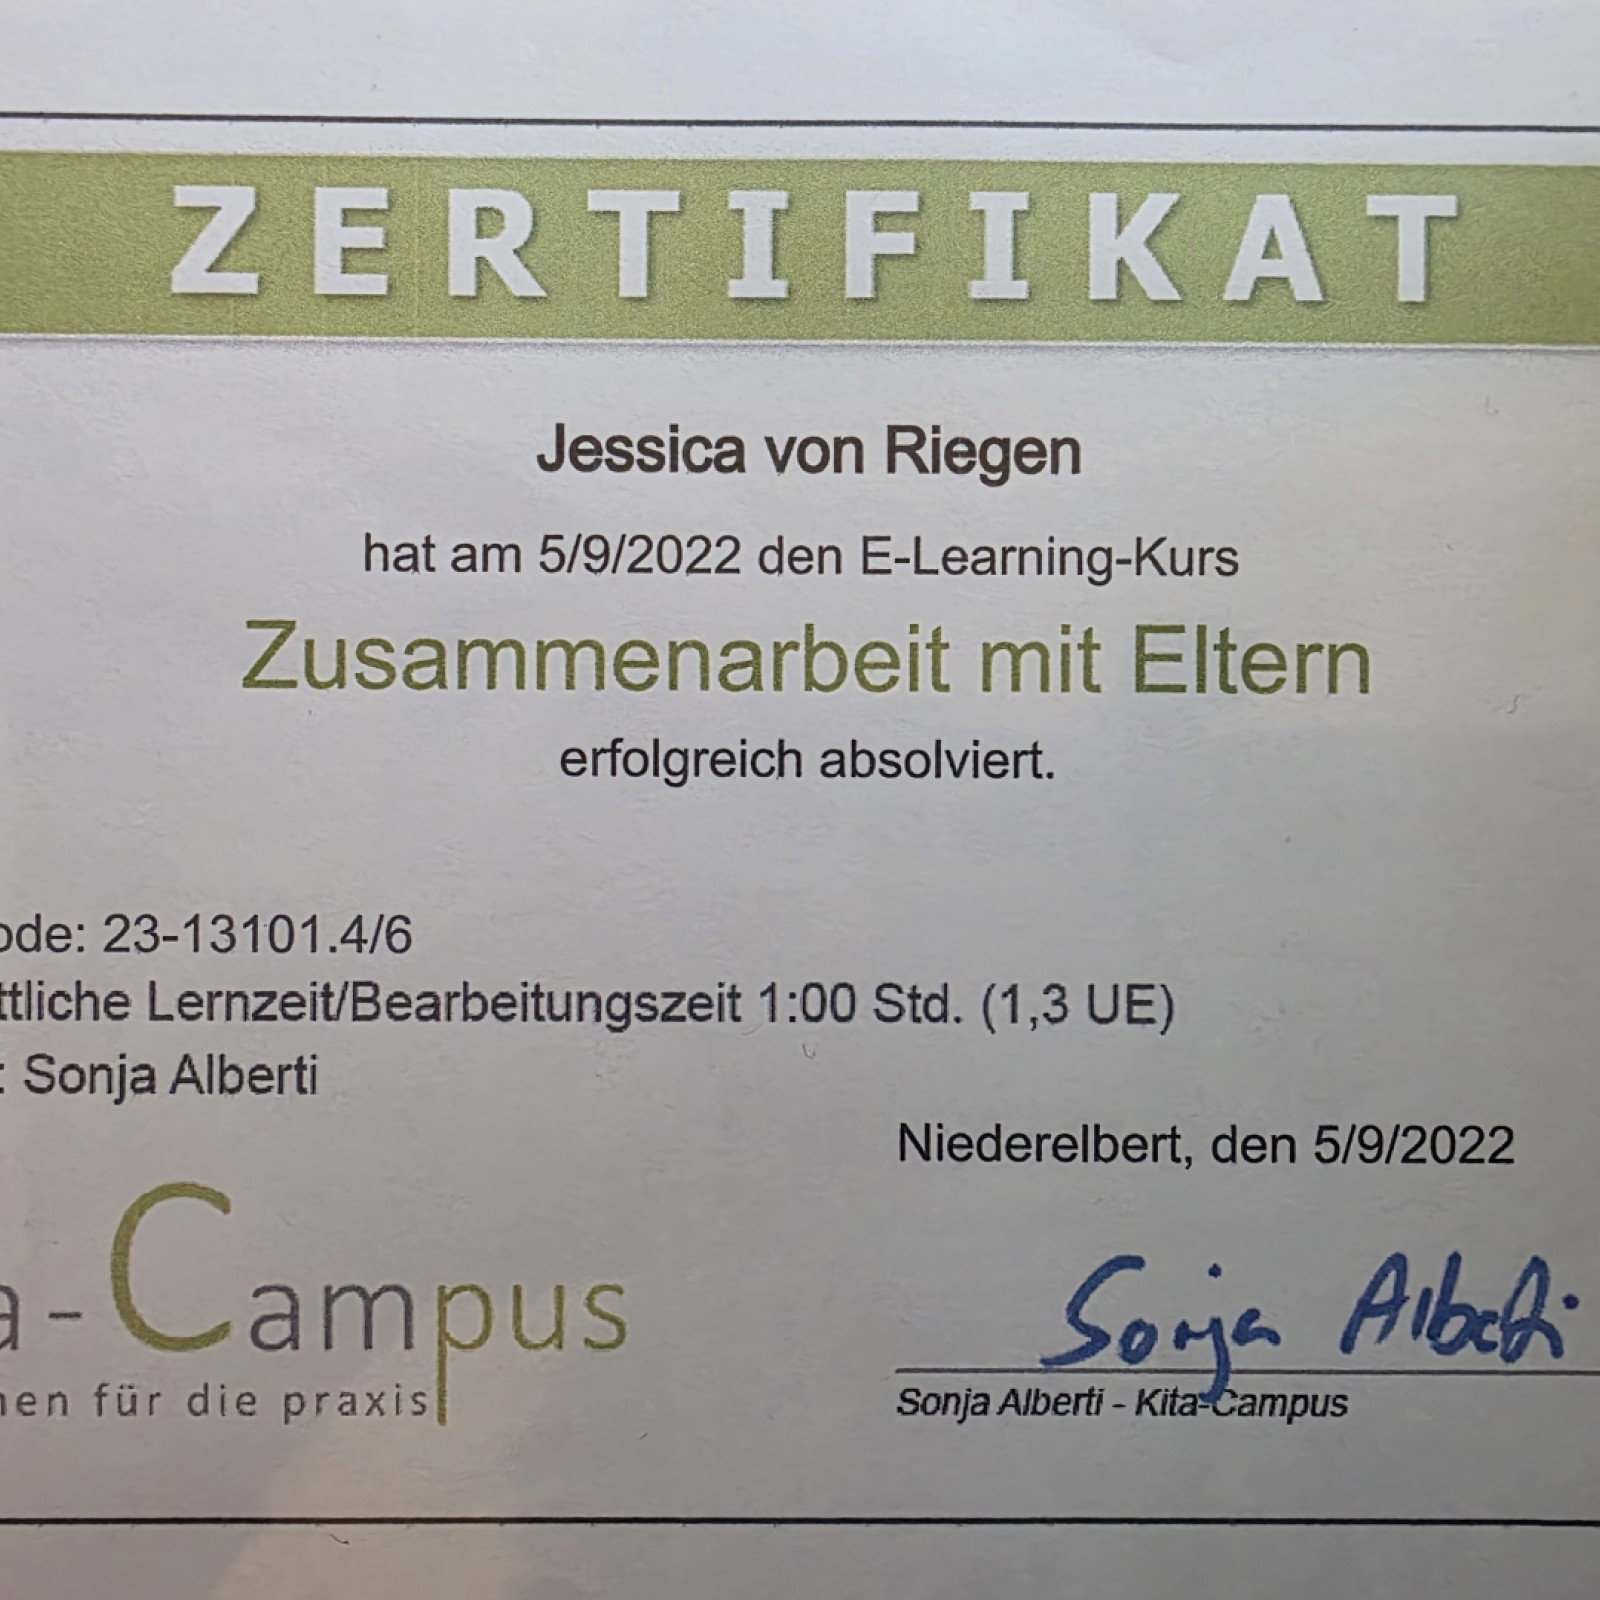 ZERTIFIKAT
Jessica von Riegen
hat am 5/9/2022 den E-Learning-Kurs
Zusammenarbeit mit Eltern
erfolgreich absolviert.
ode: 23-13101.4/6
ttliche Lernzeit/Bearbeitungszeit 1:00 Std. (1,3 UE)
: Sonja Alberti
Niederelbert, den 5/9/2022
a-Campus
nen für die praxis
Sonja Alberti
Sonja Alberti - Kita-Campus